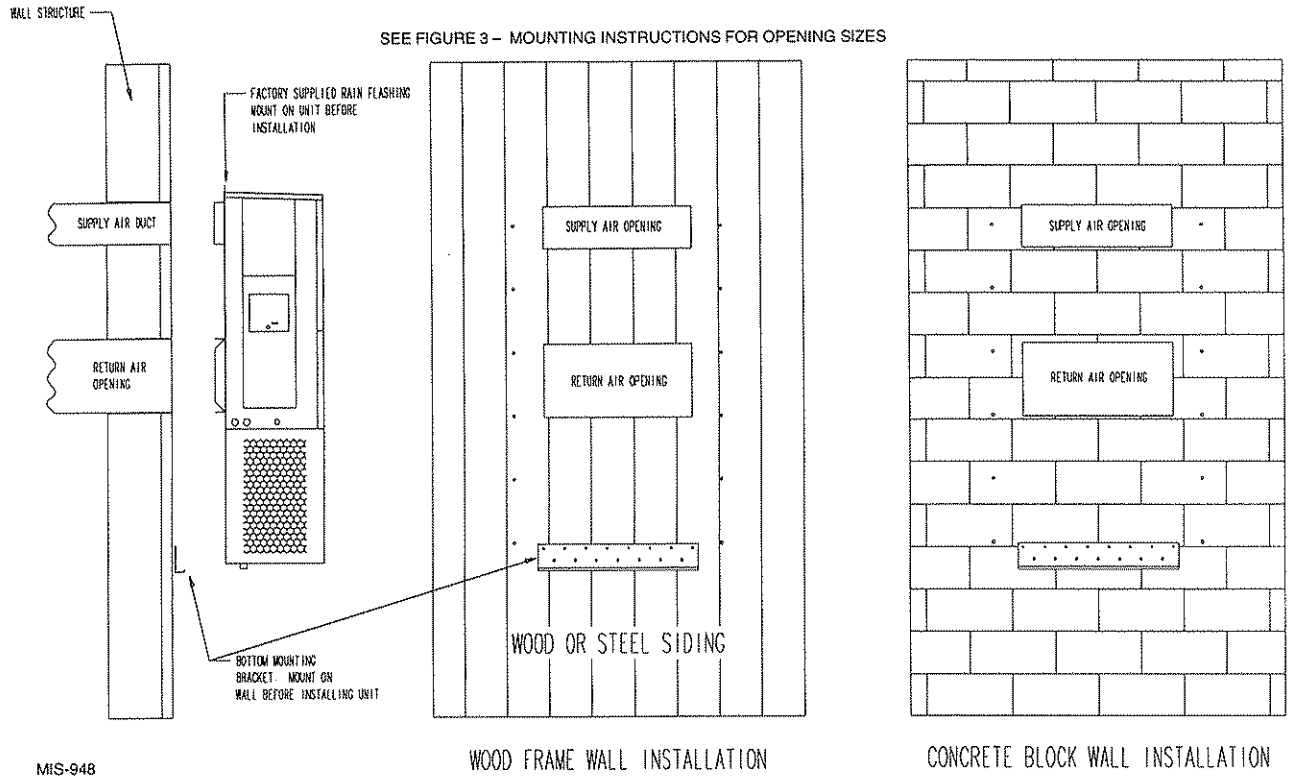 WALL STRUCTURE
SEE FIGURE 3 – MOUNTING INSTRUCTIONS FOR OPENING SIZES
FACTORY SUPPLIED RAIN FLASHING
MOUNT ON UNIT BEFORE
INSTALLATION
SUPPLY AIR DUCT
RETURN AIR
OPENING
BOTTOM MOUNTING
BRACKET. MOUNT ON
WALL BEFORE INSTALLING UNIT
SUPPLY AIR OPENING
RETURN AIR OPENING
WOOD OR STEEL SIDING
WOOD FRAME WALL INSTALLATION
SUPPLY AIR OPENING
RETURN AIR OPENING
CONCRETE BLOCK WALL INSTALLATION
MIS-948